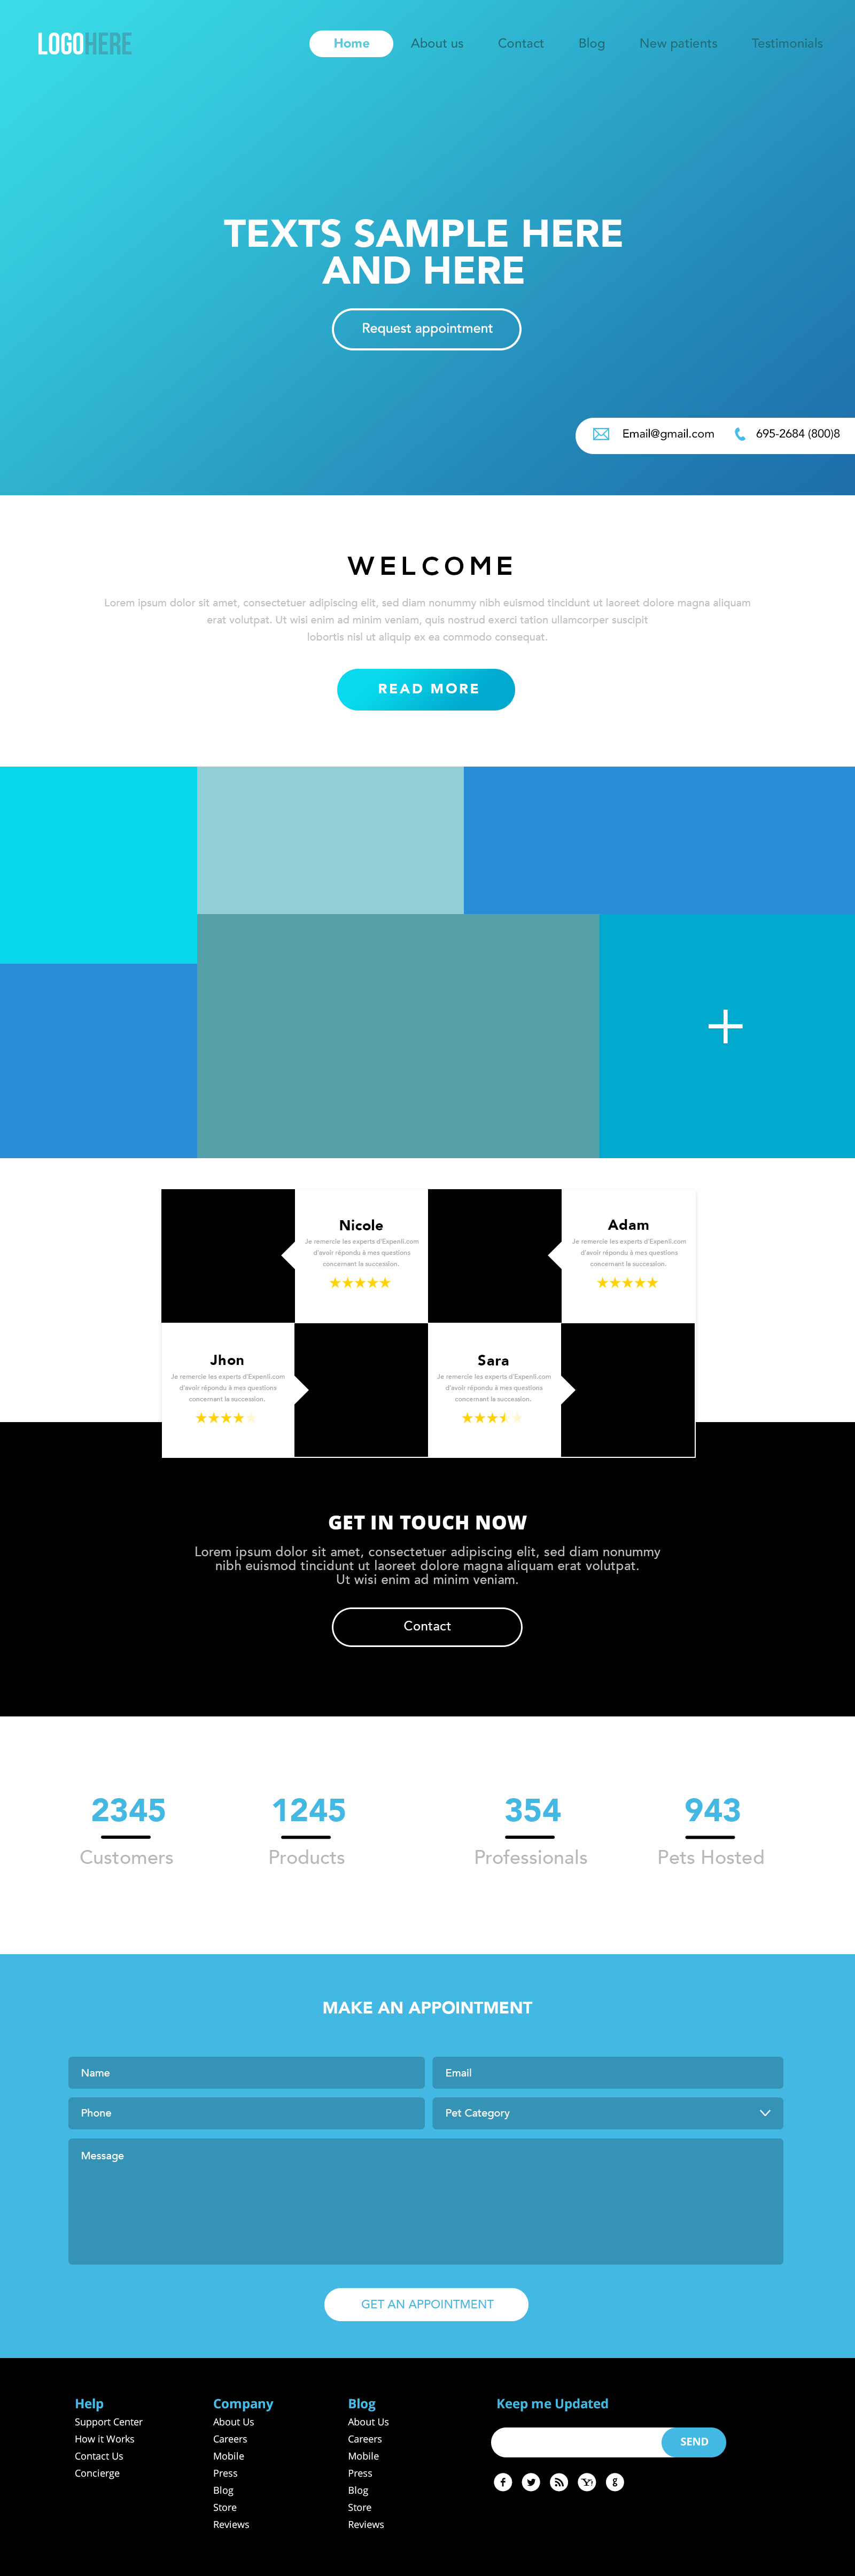 LOGOHERE
Home About us Contact Blog New patients Testimonials
TEXTS SAMPLE HERE
AND HERE
Request appointment
Email@gmail.com 695-2684 (800)8
WELCOME
Lorem ipsum dolor sit amet, consectetuer adipiscing elit, sed diam nonummy nibh euismod tincidunt ut laoreet dolore magna aliquam
erat volutpat. Ut wisi enim ad minim veniam, quis nostrud exerci tation ullamcorper suscipit
lobortis nisl ut aliquip ex ea commodo consequat.
READ MORE
Nicole
Je remercie les experts d'Expenli.com
d'avoir répondu à mes questions
concernant la succession.
Adam
Je remercie les experts d'Expenli.com
d'avoir répondu à mes questions
concernant la succession.
Jhon
Je remercie les experts d'Expenli.com
d'avoir répondu à mes questions
concernant la succession.
Sara
Je remercie les experts d'Expenli.com
d'avoir répondu à mes questions
concernant la succession.
GET IN TOUCH NOW
Lorem ipsum dolor sit amet, consectetuer adipiscing elit, sed diam nonummy
nibh euismod tincidunt ut laoreet dolore magna aliquam erat volutpat.
Ut wisi enim ad minim veniam.
Contact
2345 1245 354 943
Customers Products Professionals Pets Hosted
MAKE AN APPOINTMENT
Name Email
Phone Pet Category
Message
GET AN APPOINTMENT
Help
Support Center
How it Works
Contact Us
Concierge
Company
About Us
Careers
Mobile
Press
Blog
Store
Reviews
Blog
About Us
Careers
Mobile
Press
Blog
Store
Reviews
Keep me Updated
SEND